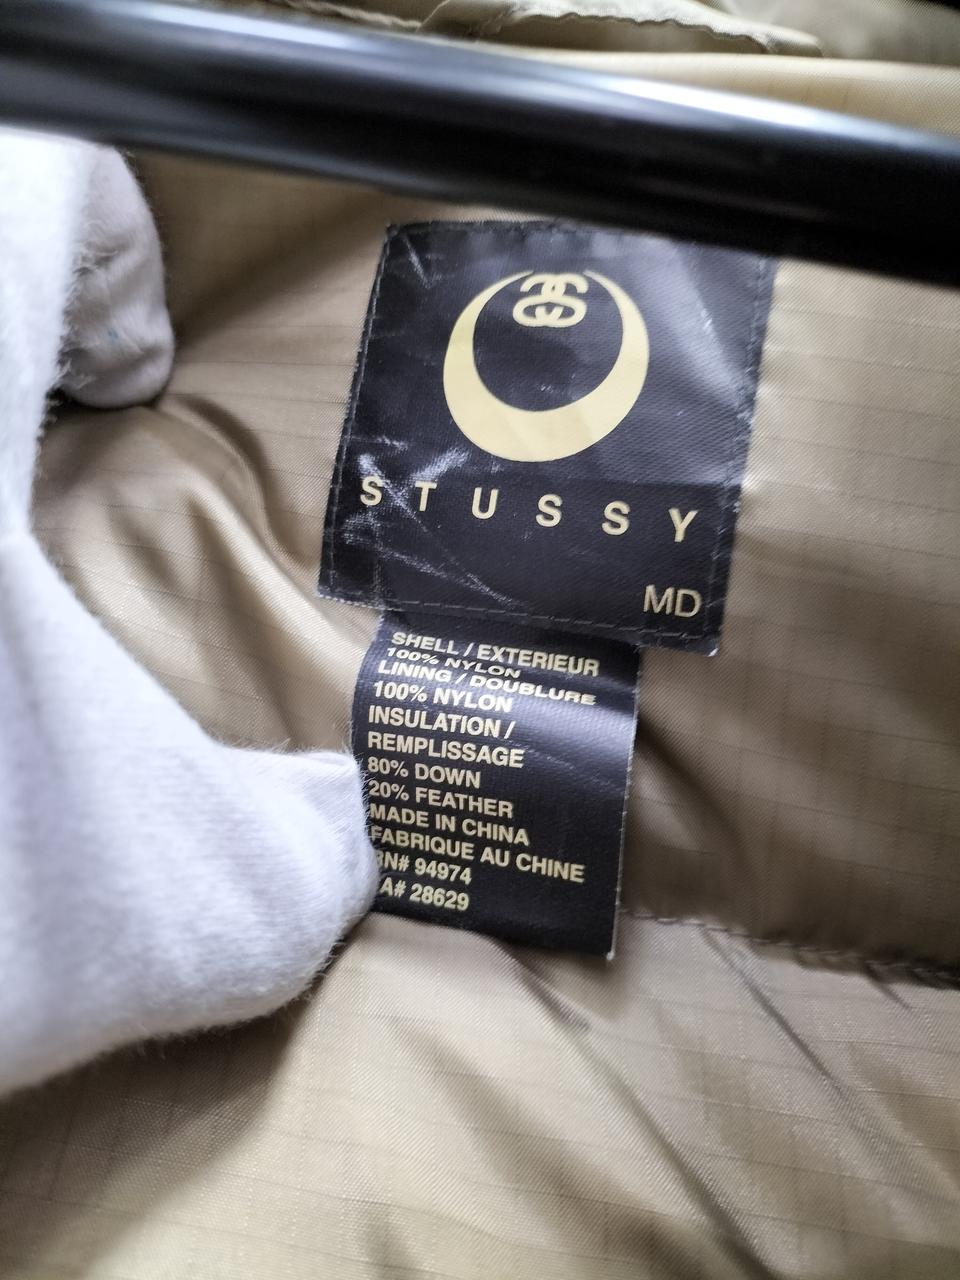 STUSSY
MD
SHELL / EXTERIEUR
100% NYLON
LINING / DOUBLURE
100% NYLON
INSULATION /
REMPLISSAGE
80% DOWN
20% FEATHER
MADE IN CHINA
FABRIQUE AU CHINE
RN# 94974
A# 28629